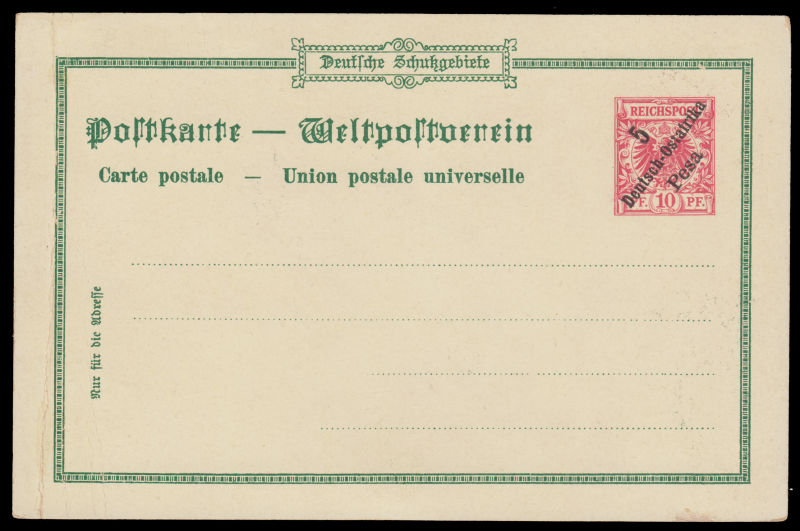 Deutsche Schutzgebiete
Postkarte — Weltpostverein
Carte postale — Union postale universelle
REICHSPOST
5
Deutsch-Ostafrika
Pesa
PF. 10 PF.
Nur für die Adresse